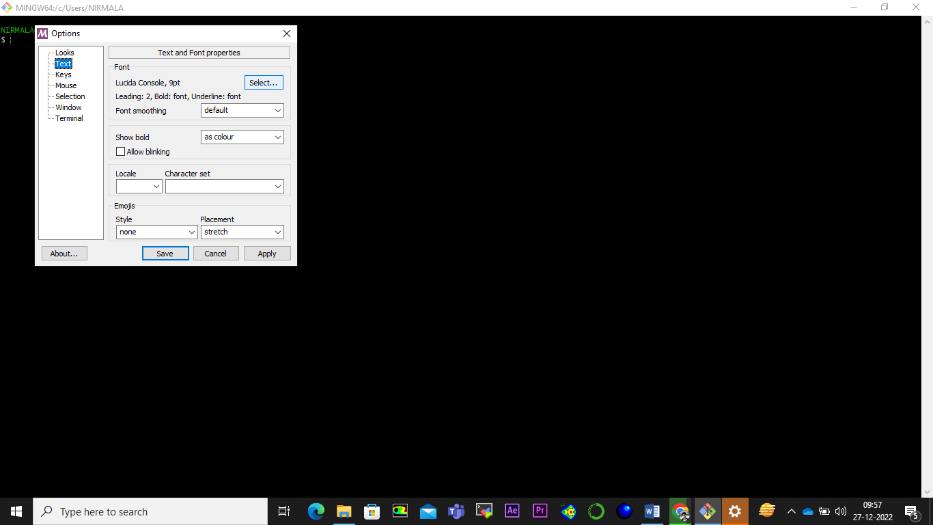 MINGW64:/c/Users/NIRMALA
NIRMALA
$
Options
Looks
Text
Keys
Mouse
Selection
Window
Terminal
Text and Font properties
Font
Lucida Console, 9pt
Select...
Leading: 2, Bold: font, Underline: font
Font smoothing
default
Show bold
as colour
Allow blinking
Locale
Character set
Emojis
Style
Placement
none
stretch
About...
Save
Cancel
Apply
Type here to search
Ae
Pr
W
09:57
27-12-2022
5